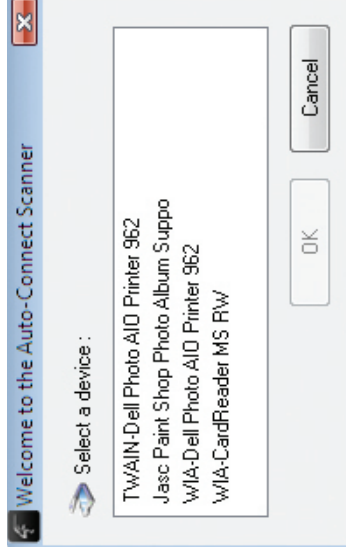 Welcome to the Auto-Connect Scanner
Select a device :
TWAIN-Dell Photo AIO Printer 962
Jasc Paint Shop Photo Album Suppo
WIA-Dell Photo AIO Printer 962
WIA-CardReader MS RW
OK
Cancel